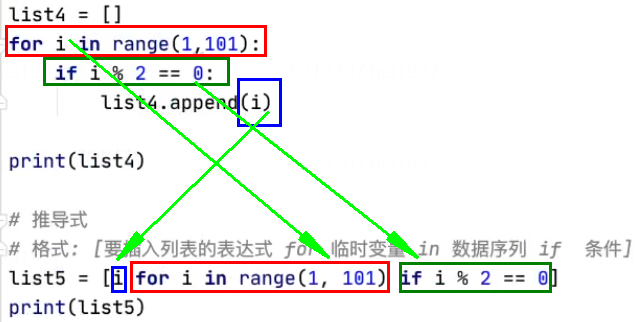 list4 = []
for i in range(1,101):
if i % 2 == 0:
list4.append(i)
print(list4)
# 推导式
# 格式: [要插入列表的表达式 for 临时变量 in 数据序列 if 条件]
list5 = [i for i in range(1, 101) if i % 2 == 0]
print(list5)